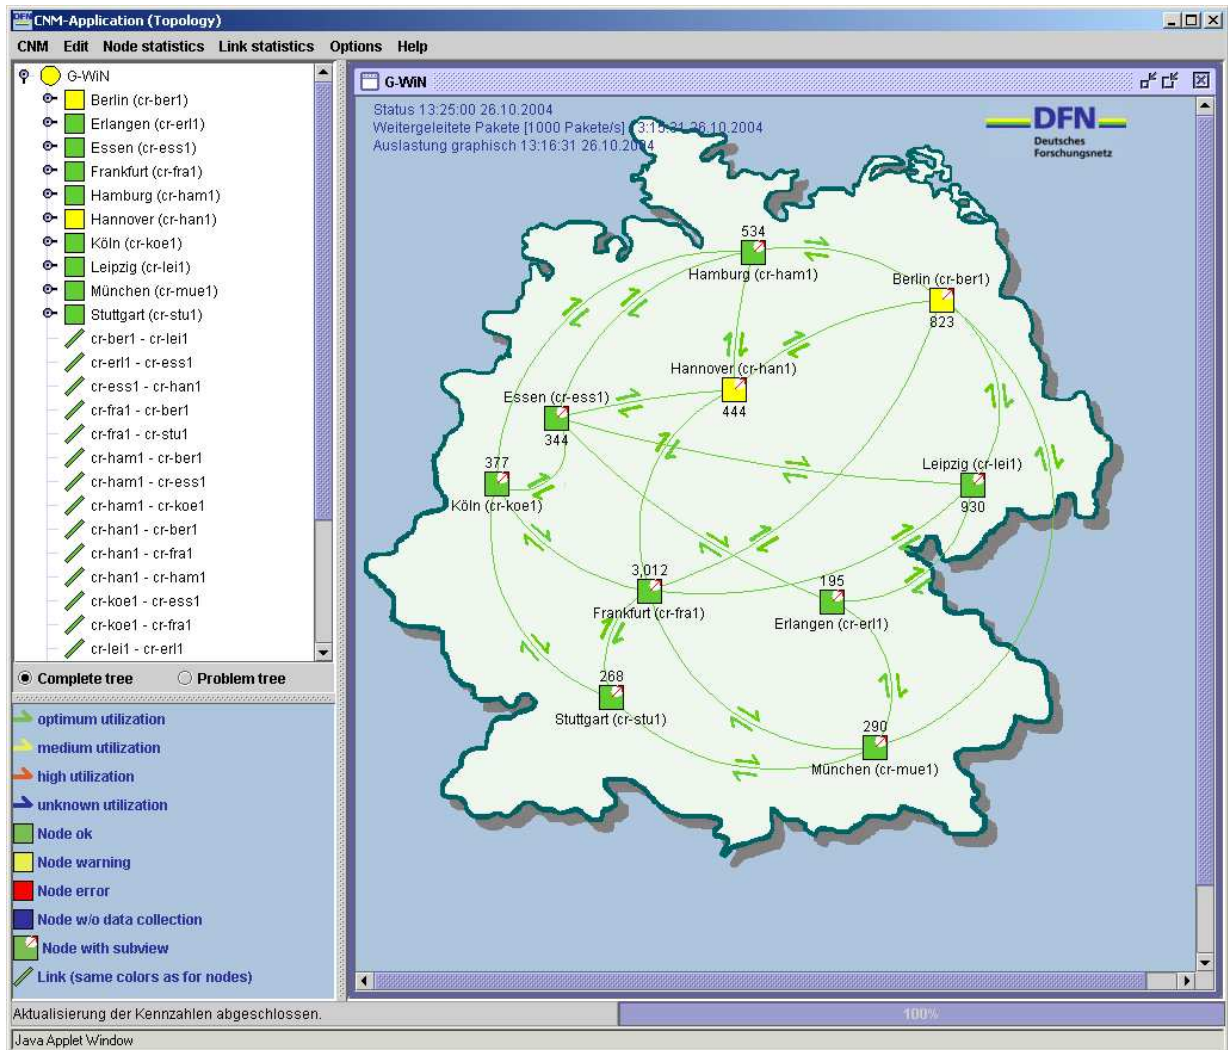 DFN CNM-Application (Topology)
CNM Edit Node statistics Link statistics Options Help
G-WiN
Berlin (cr-ber1)
Erlangen (cr-erl1)
Essen (cr-ess1)
Frankfurt (cr-fra1)
Hamburg (cr-ham1)
Hannover (cr-han1)
Köln (cr-koe1)
Leipzig (cr-lei1)
München (cr-mue1)
Stuttgart (cr-stu1)
cr-ber1 - cr-lei1
cr-erl1 - cr-ess1
cr-ess1 - cr-han1
cr-fra1 - cr-ber1
cr-fra1 - cr-stu1
cr-ham1 - cr-ber1
cr-ham1 - cr-ess1
cr-ham1 - cr-koe1
cr-han1 - cr-ber1
cr-han1 - cr-fra1
cr-han1 - cr-ham1
cr-koe1 - cr-ess1
cr-koe1 - cr-fra1
cr-lei1 - cr-erl1
Complete tree Problem tree
optimum utilization
medium utilization
high utilization
unknown utilization
Node ok
Node warning
Node error
Node w/o data collection
Node with subview
Link (same colors as for nodes)
G-WiN
Status 13:25:00 26.10.2004
Weitergeleitete Pakete [1000 Pakete/s] 13:15:31 26.10.2004
Auslastung graphisch 13:16:31 26.10.2004
DFN
Deutsches
Forschungsnetz
534
Hamburg (cr-ham1)
Berlin (cr-ber1)
823
Hannover (cr-han1)
444
Essen (cr-ess1)
344
377
Köln (cr-koe1)
Leipzig (cr-lei1)
930
3,012
Frankfurt (cr-fra1)
195
Erlangen (cr-erl1)
268
Stuttgart (cr-stu1)
290
München (cr-mue1)
Aktualisierung der Kennzahlen abgeschlossen.
100%
Java Applet Window